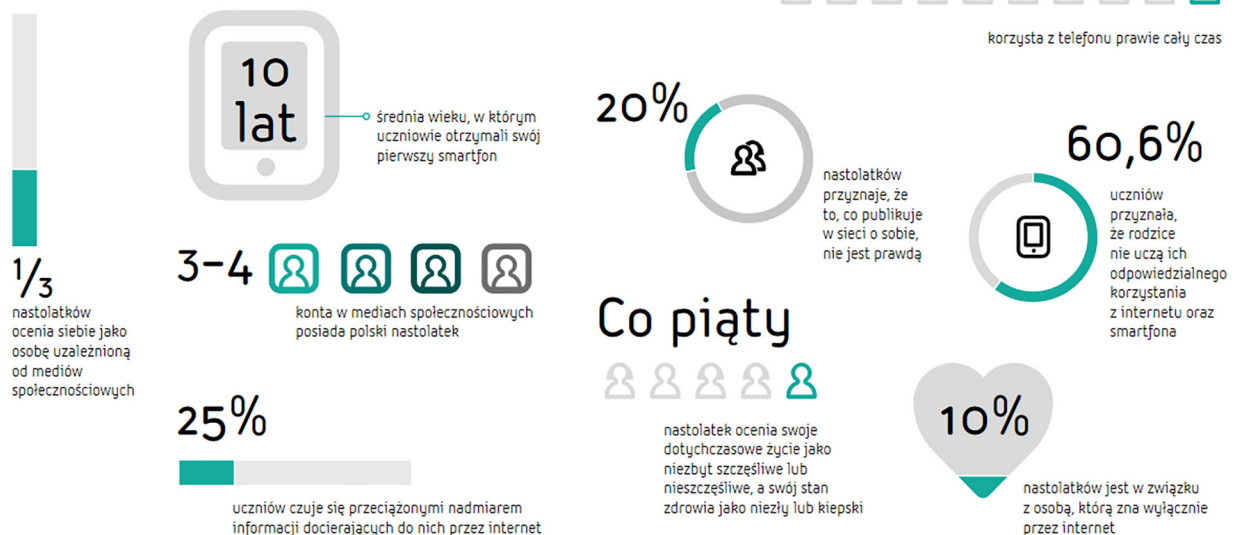 korzysta z telefonu prawie cały czas
10
lat
średnia wieku, w którym
uczniowie otrzymali swój
pierwszy smartfon
1/3
nastolatków
ocenia siebie jako
osobę uzależnioną
od mediów
społecznościowych
3-4
konta w mediach społecznościowych
posiada polski nastolatek
25%
uczniów czuje się przeciążonymi nadmiarem
informacji docierających do nich przez internet
20%
nastolatków
przyznaje, że
to, co publikuje
w sieci o sobie,
nie jest prawdą
60,6%
uczniów
przyznała,
że rodzice
nie uczą ich
odpowiedzialnego
korzystania
z internetu oraz
smartfona
Co piąty
nastolatek ocenia swoje
dotychczasowe życie jako
niezbyt szczęśliwe lub
nieszczęśliwe, a swój stan
zdrowia jako niezły lub kiepski
10%
nastolatków jest w związku
z osobą, którą zna wyłącznie
przez internet